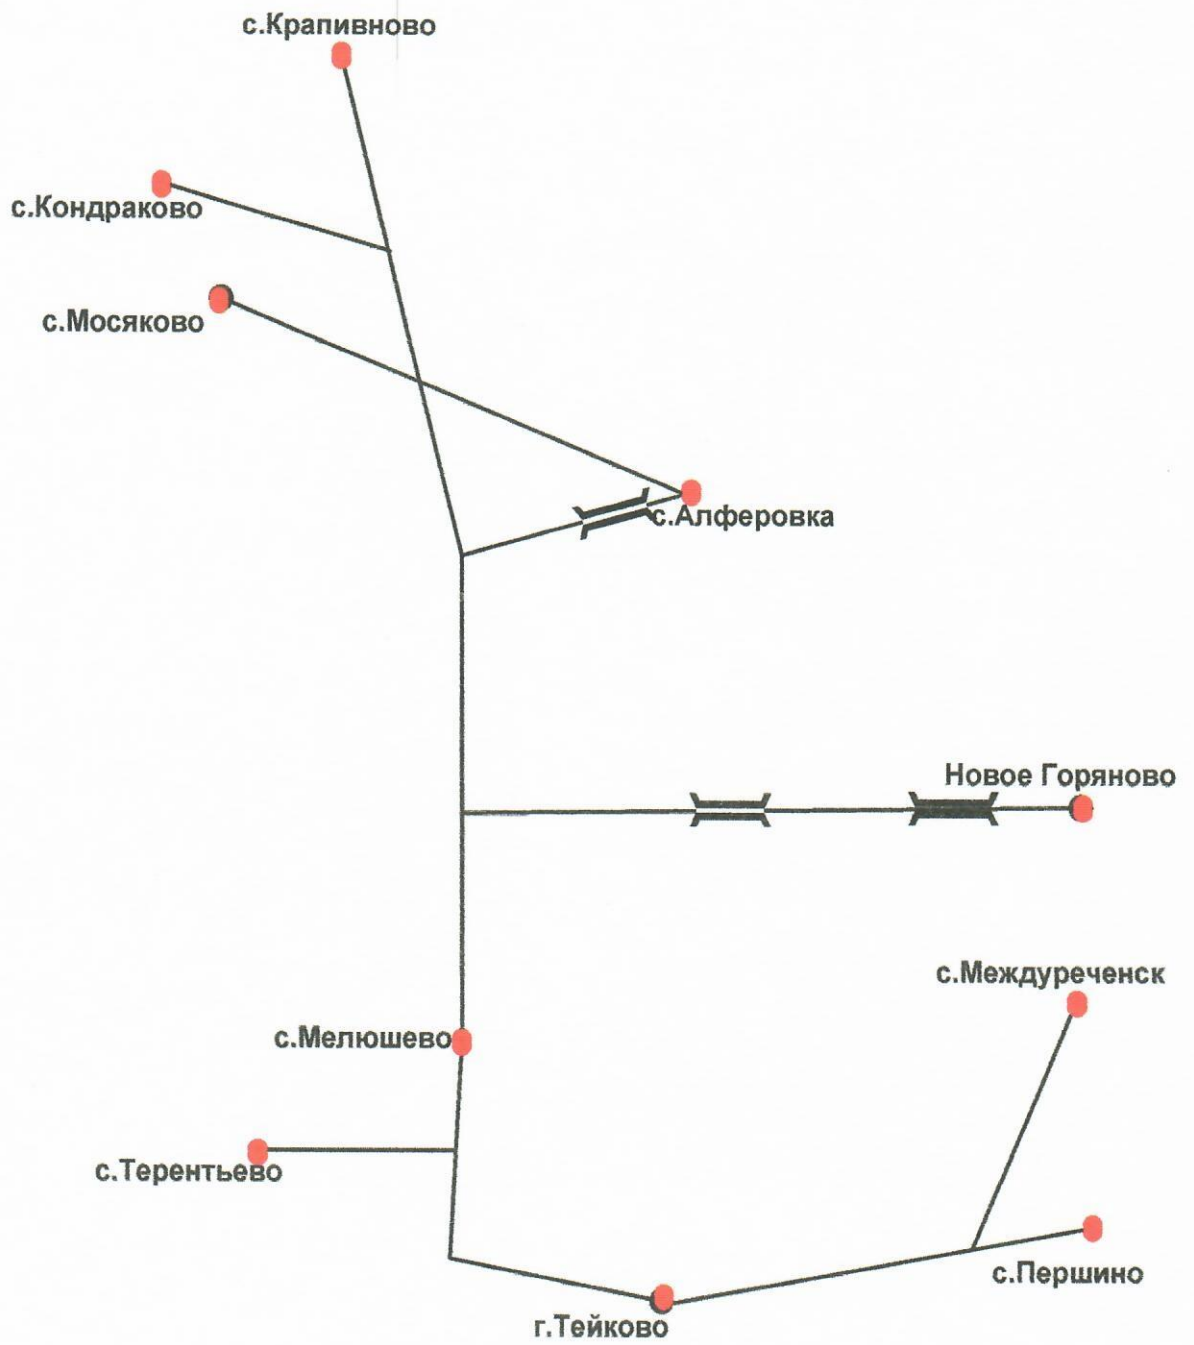 с.Крапивново
с.Кондраково
с.Мосяково
с.Алферовка
Новое Горяново
с.Междуреченск
с.Мелюшево
с.Терентьево
с.Першино
г.Тейково